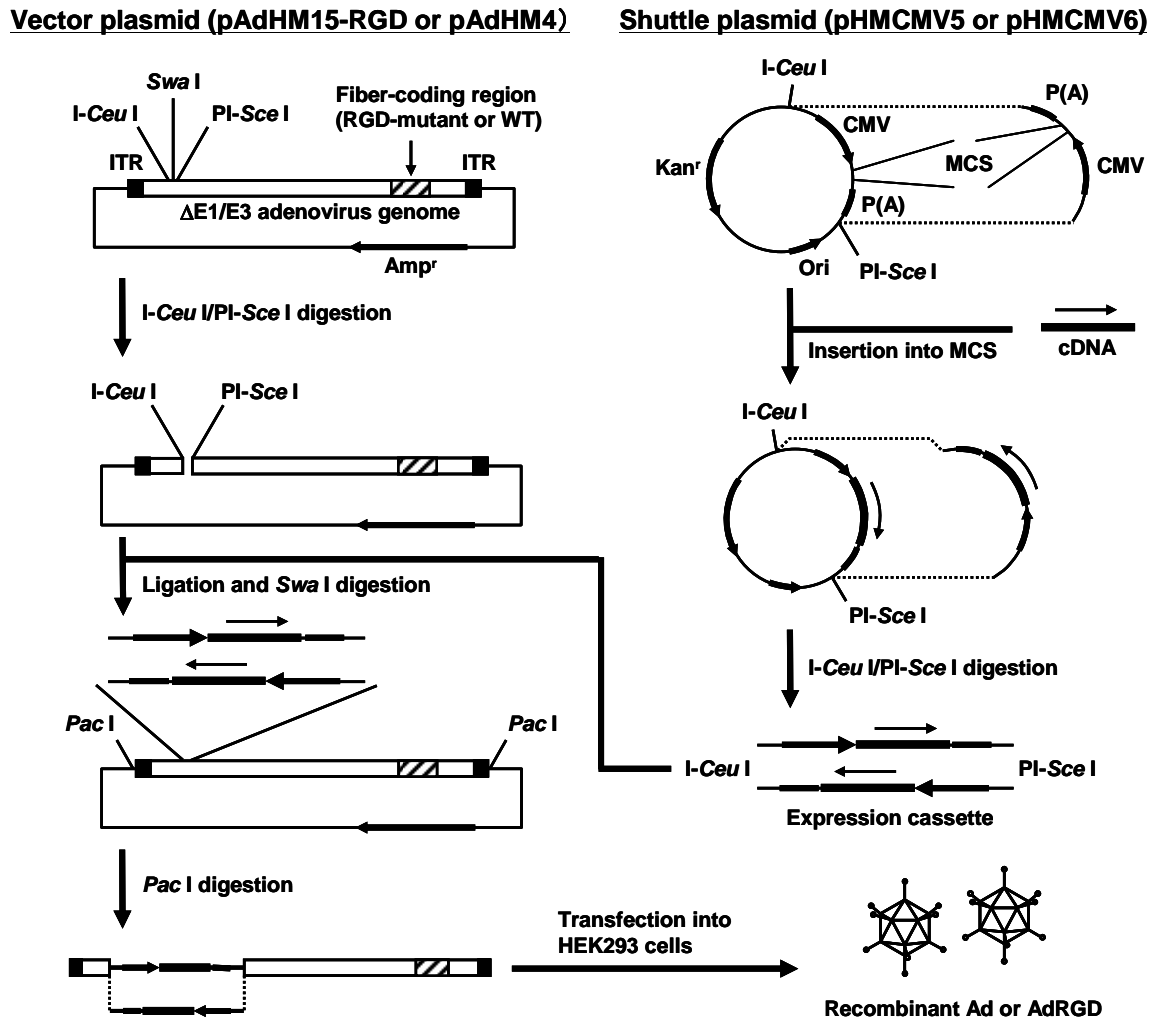 Vector plasmid (pAdHM15-RGD or pAdHM4)
Shuttle plasmid (pHMCMV5 or pHMCMV6)
Swa I
I-Ceu I
PI-Sce I
Fiber-coding region
(RGD-mutant or WT)
ITR
ITR
ΔE1/E3 adenovirus genome
Ampʳ
I-Ceu I
P(A)
CMV
Kanʳ
MCS
CMV
P(A)
Ori
PI-Sce I
I-Ceu I/PI-Sce I digestion
Insertion into MCS
cDNA
I-Ceu I
PI-Sce I
I-Ceu I
PI-Sce I
Ligation and Swa I digestion
I-Ceu I/PI-Sce I digestion
Pac I
Pac I
I-Ceu I
PI-Sce I
Expression cassette
Pac I digestion
Transfection into
HEK293 cells
Recombinant Ad or AdRGD